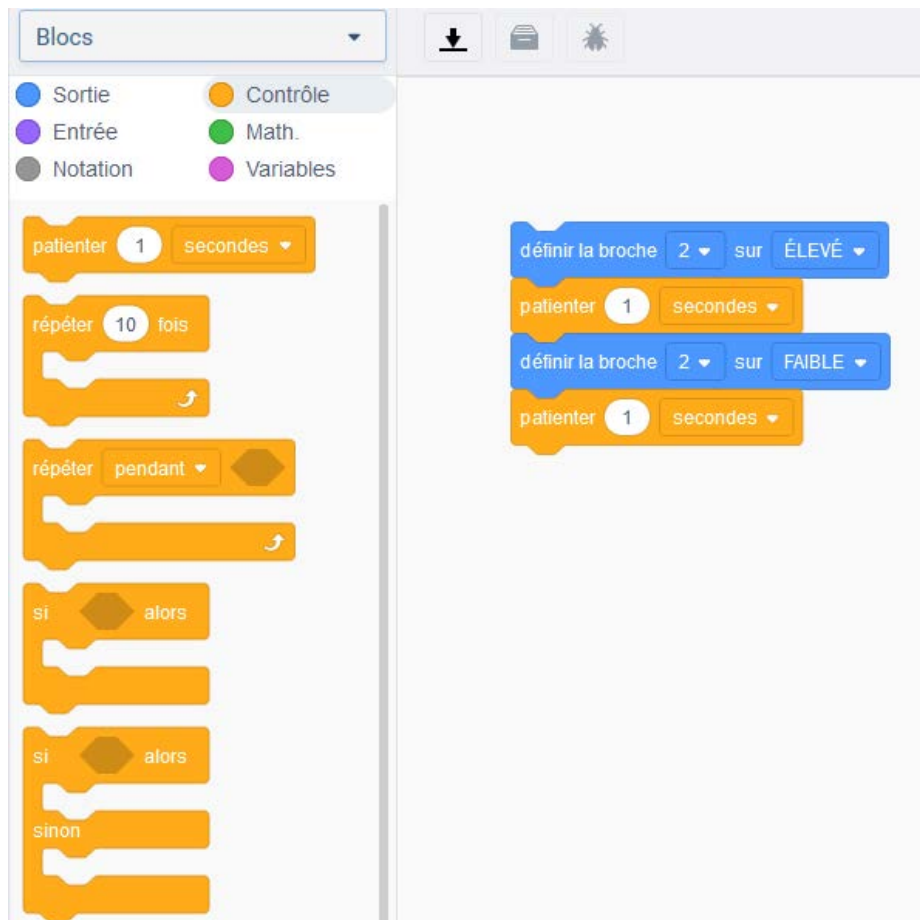 Blocs
Sortie
Contrôle
Entrée
Math.
Notation
Variables
patienter 1 secondes
répéter 10 fois
répéter pendant
si alors
si alors
sinon
définir la broche 2 sur ÉLEVÉ
patienter 1 secondes
définir la broche 2 sur FAIBLE
patienter 1 secondes